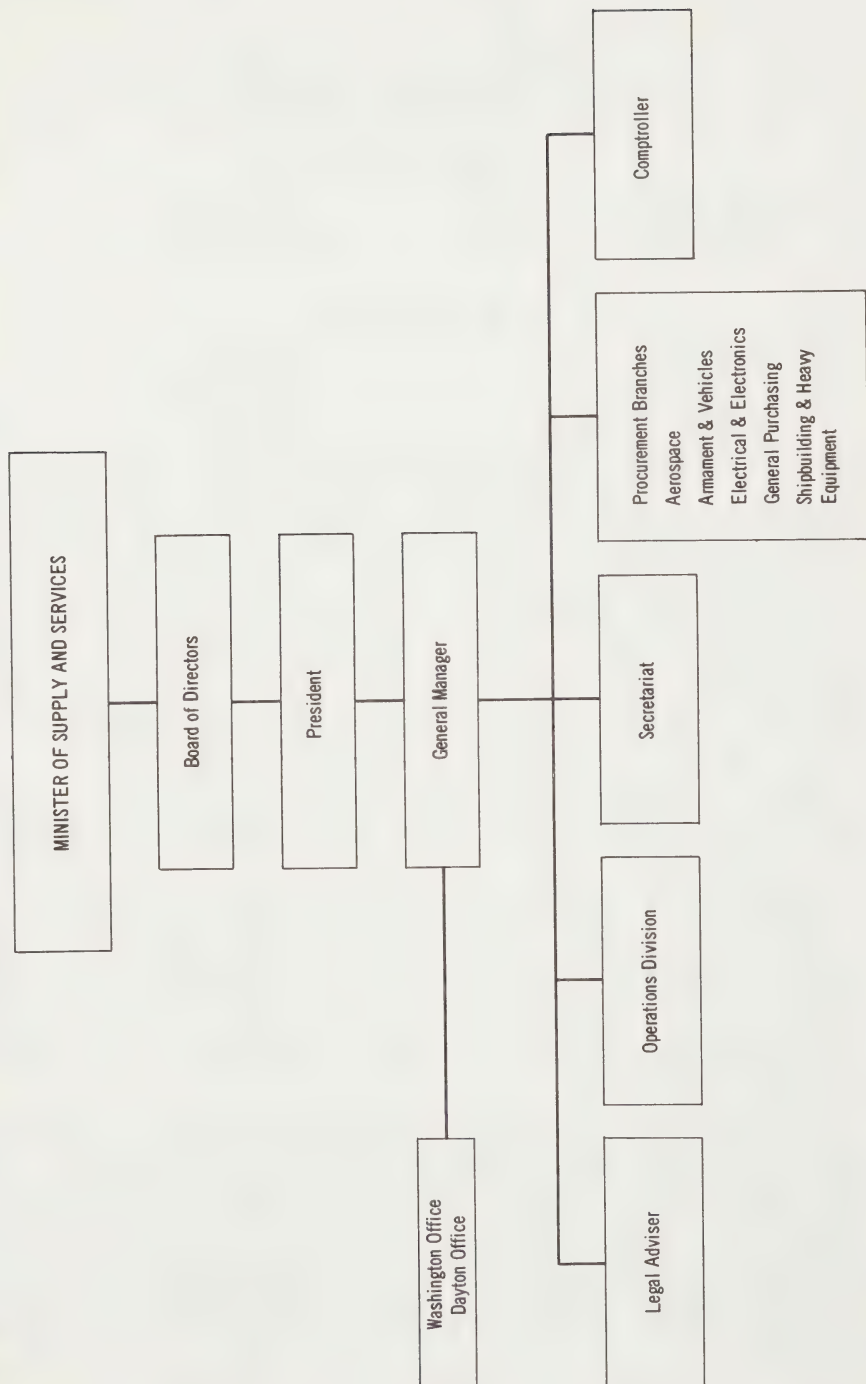 MINISTER OF SUPPLY AND SERVICES
Board of Directors
President
General Manager
Washington Office
Dayton Office
Legal Adviser
Operations Division
Secretariat
Procurement Branches
Aerospace
Armament & Vehicles
Electrical & Electronics
General Purchasing
Shipbuilding & Heavy
Equipment
Comptroller